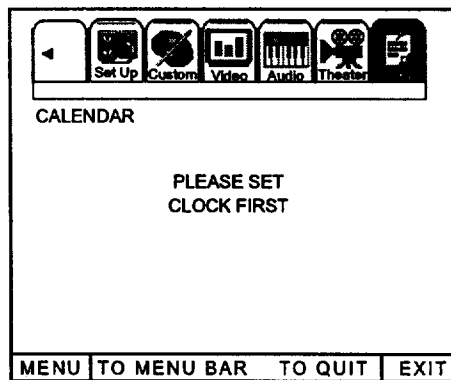 Set Up Custom Video Audio Theater
CALENDAR
PLEASE SET
CLOCK FIRST
MENU TO MENU BAR TO QUIT EXIT